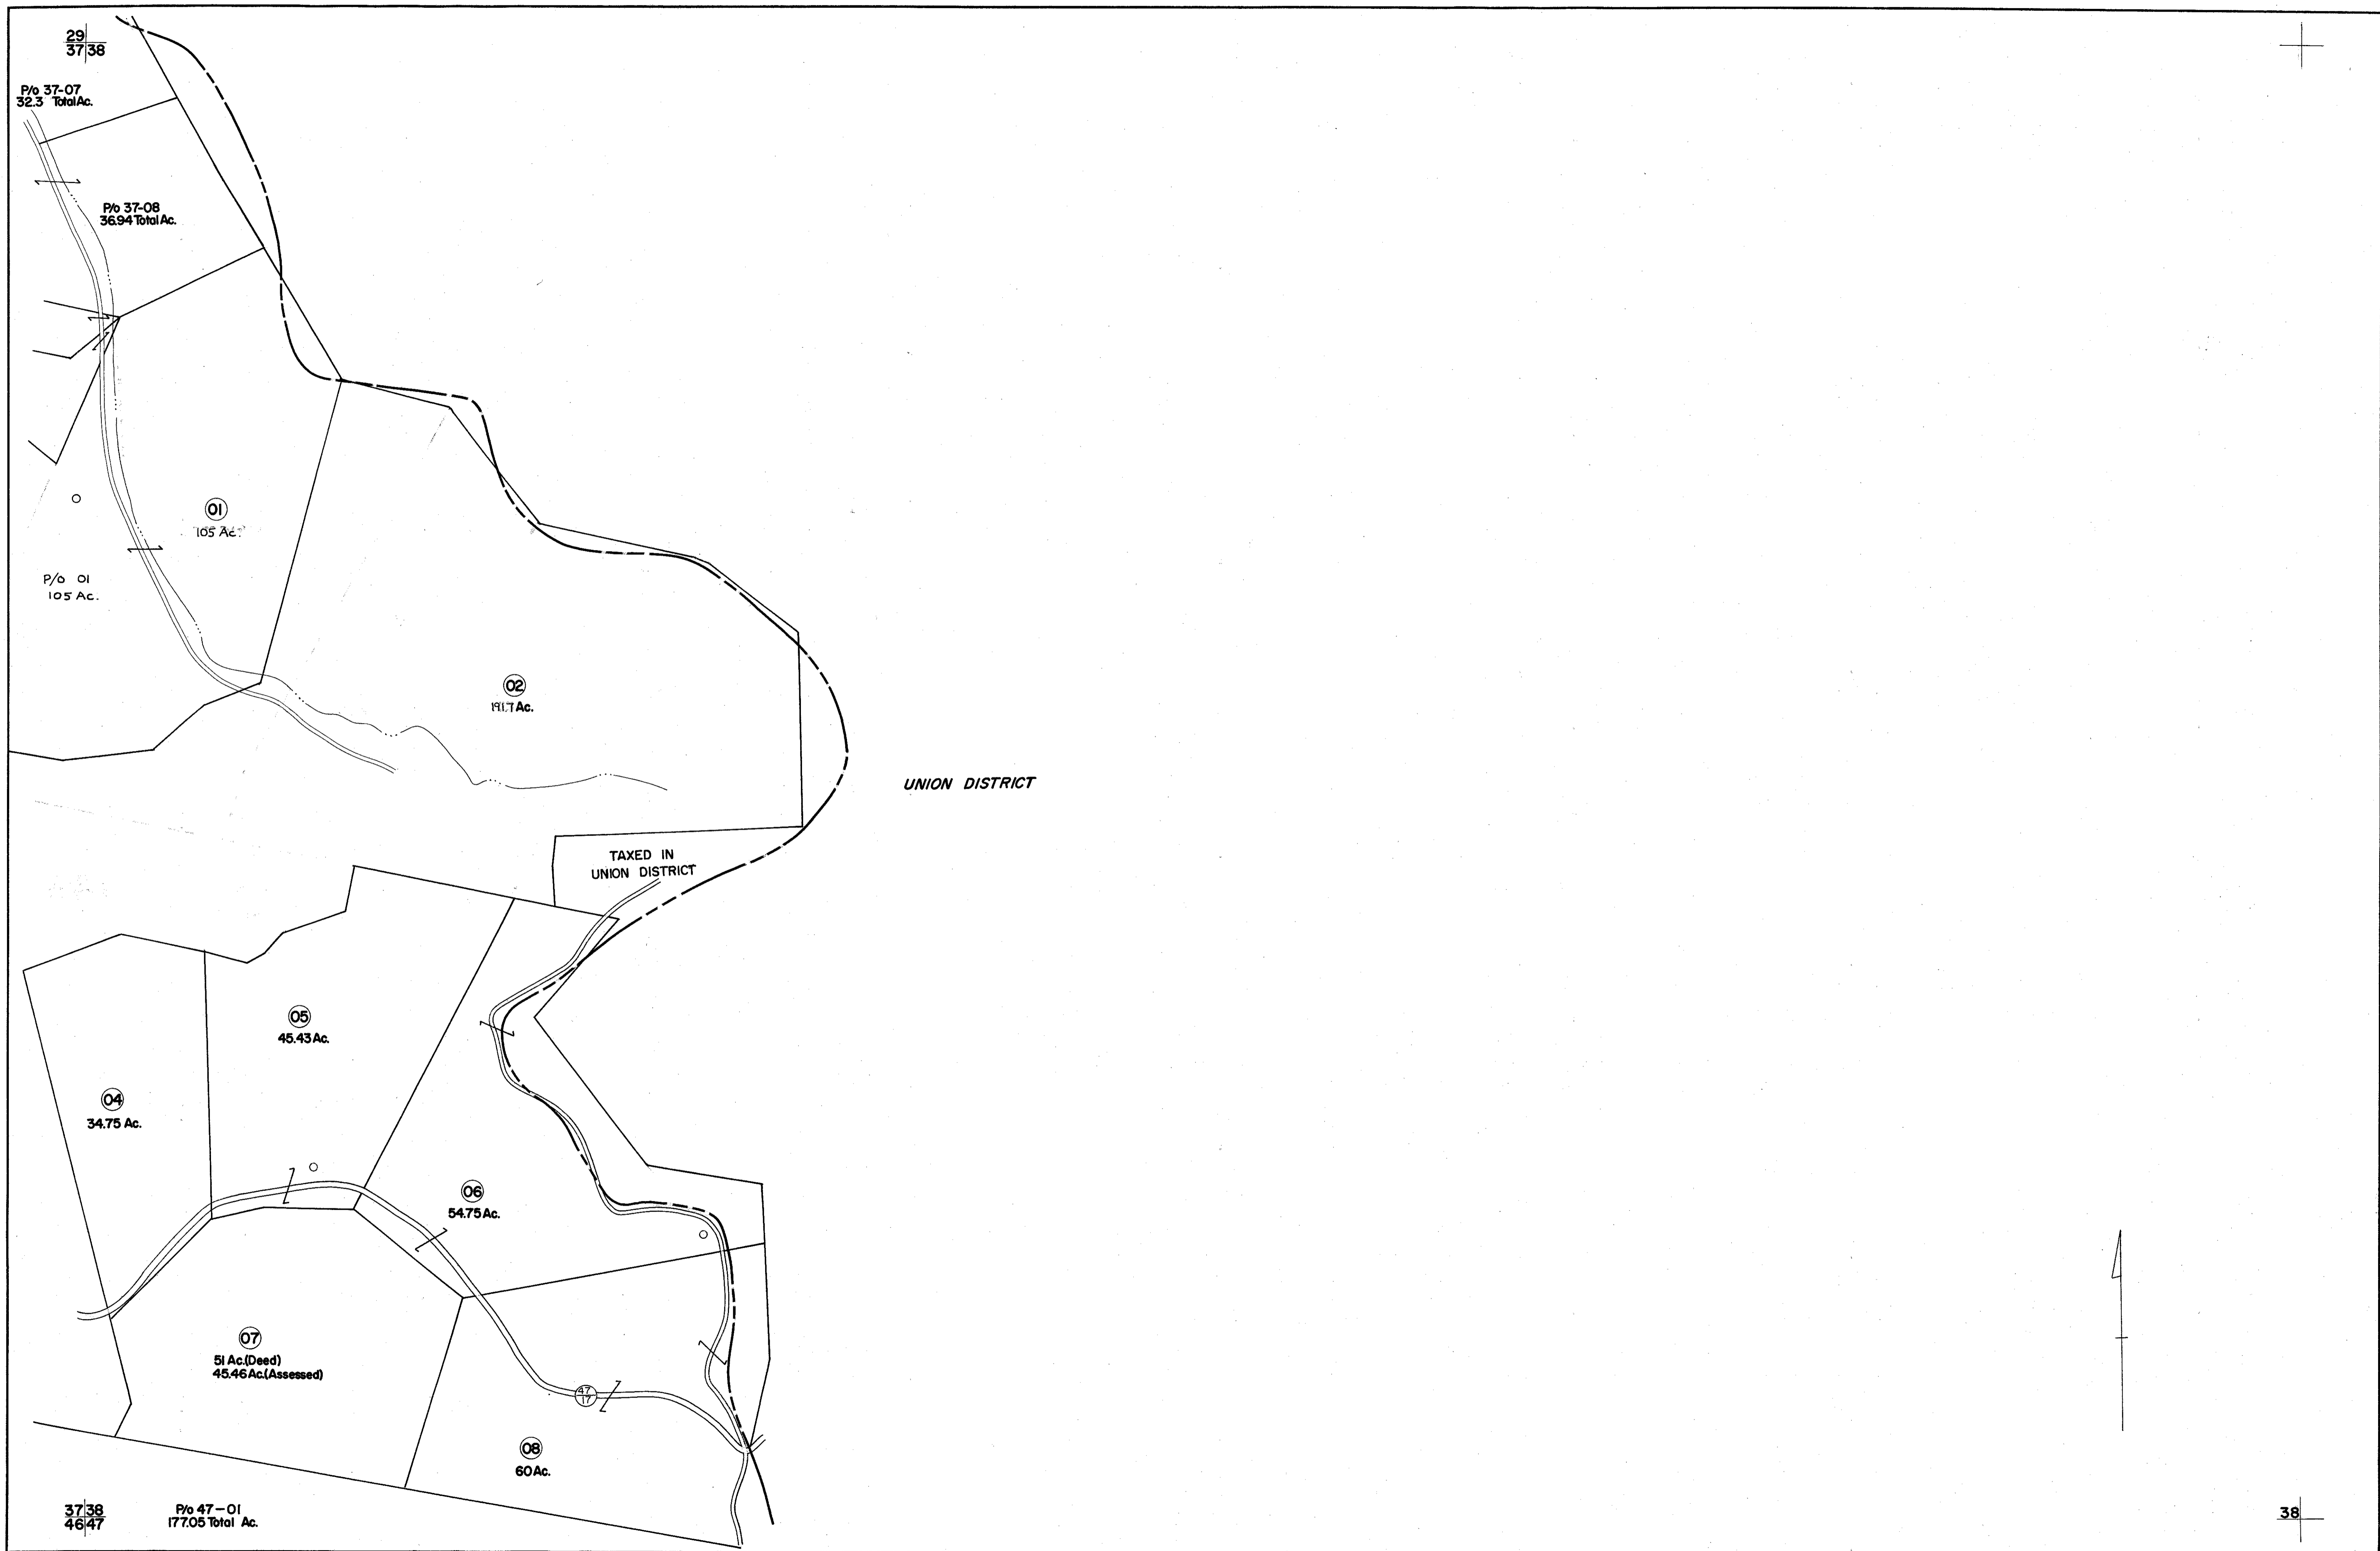 29
37 38
P/o 37-07
32.3 Total Ac.
P/o 37-08
36.94 Total Ac.
01
105 Ac.
P/o 01
105 Ac.
02
191.7 Ac.
UNION DISTRICT
TAXED IN
UNION DISTRICT
05
45.43 Ac.
04
34.75 Ac.
06
54.75 Ac.
07
51 Ac.(Deed)
45.46 Ac.(Assessed)
47
17
08
60 Ac.
37 38
46 47
P/o 47-01
177.05 Total Ac.
38